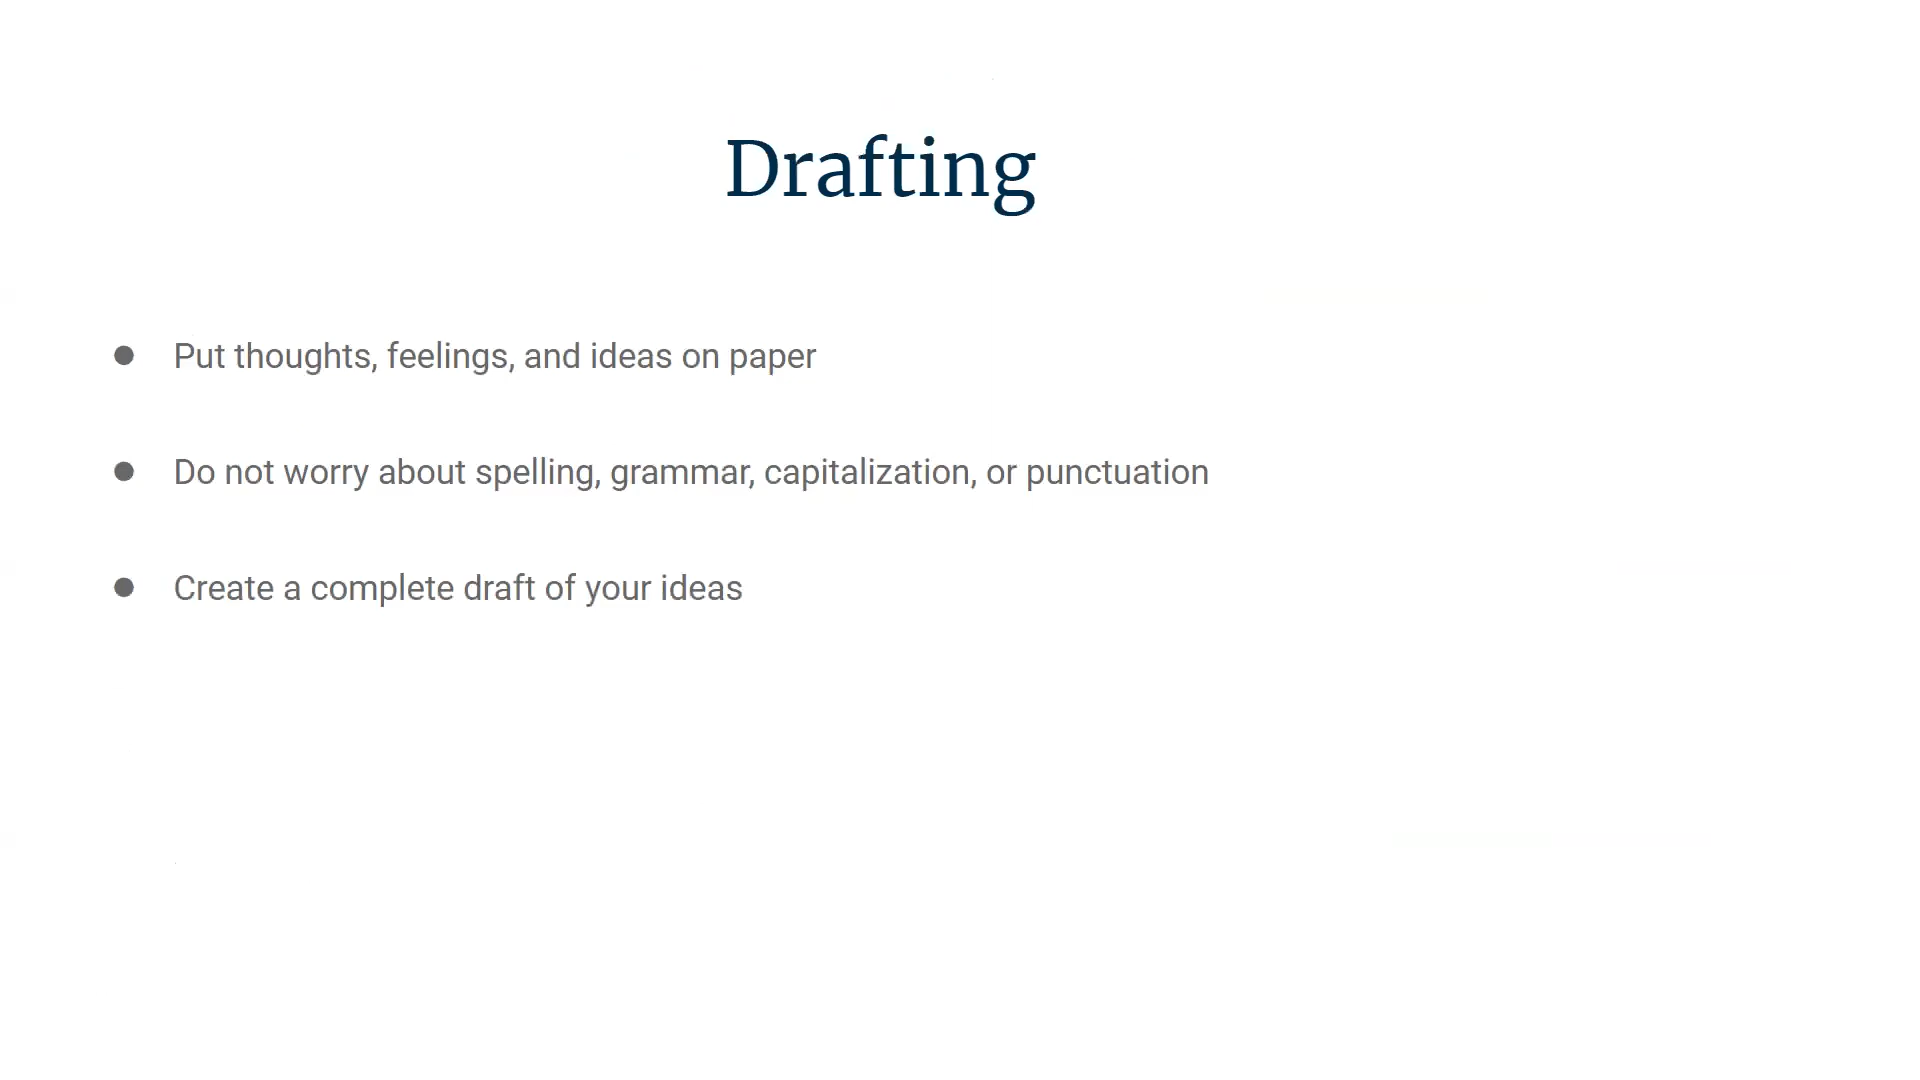 Drafting
● Put thoughts, feelings, and ideas on paper
● Do not worry about spelling, grammar, capitalization, or punctuation
● Create a complete draft of your ideas